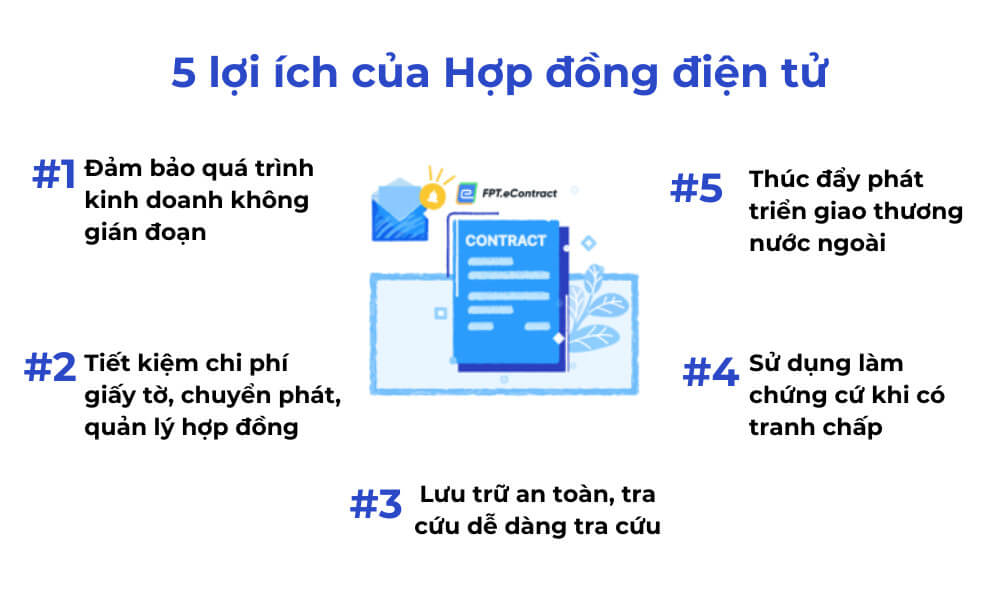 5 lợi ích của Hợp đồng điện tử
#1
Đảm bảo quá trình
kinh doanh không
gián đoạn
FPT.eContract
CONTRACT
#5
Thúc đẩy phát
triển giao thương
nước ngoài
#2
Tiết kiệm chi phí
giấy tờ, chuyển phát,
quản lý hợp đồng
#4
Sử dụng làm
chứng cứ khi có
tranh chấp
#3
Lưu trữ an toàn, tra
cứu dễ dàng tra cứu